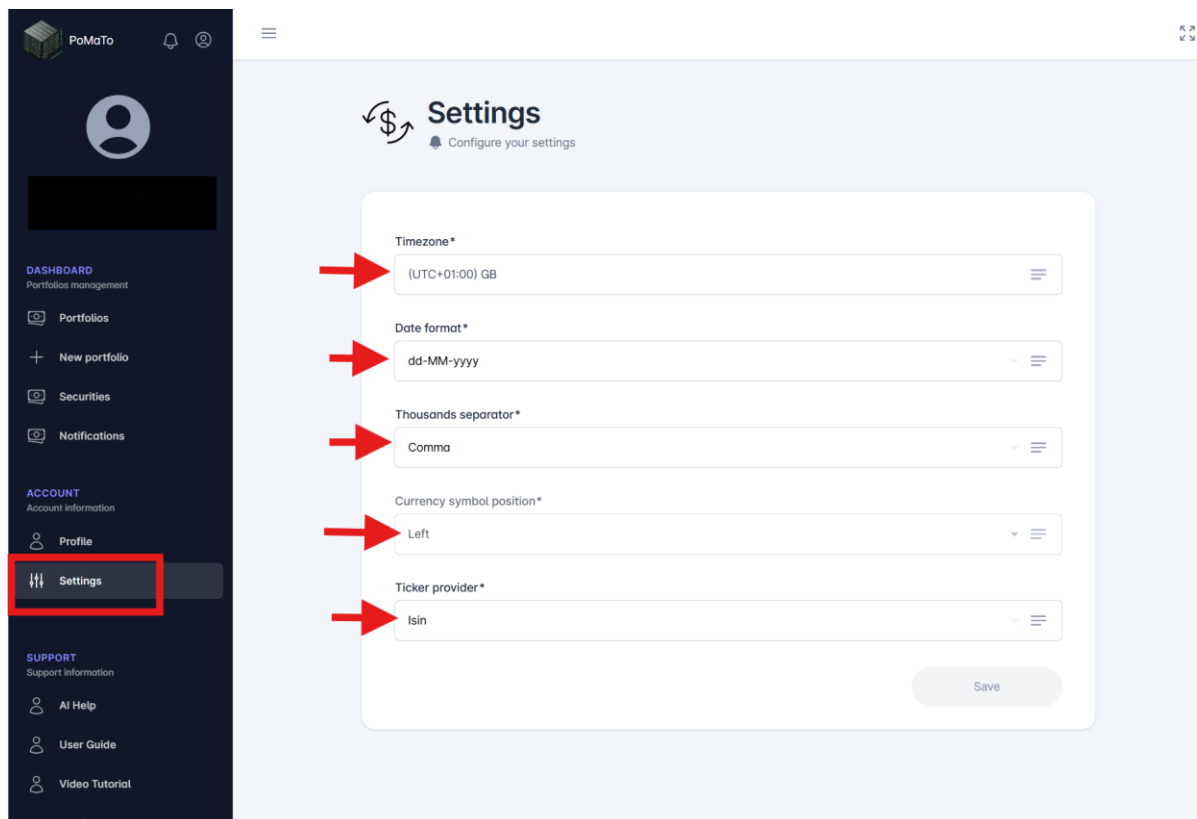 PoMaTo
DASHBOARD
Portfolios management
Portfolios
New portfolio
Securities
Notifications
ACCOUNT
Account information
Profile
Settings
SUPPORT
Support information
AI Help
User Guide
Video Tutorial
Settings
Configure your settings
Timezone*
(UTC+01:00) GB
Date format*
dd-MM-yyyy
Thousands separator*
Comma
Currency symbol position*
Left
Ticker provider*
Isin
Save